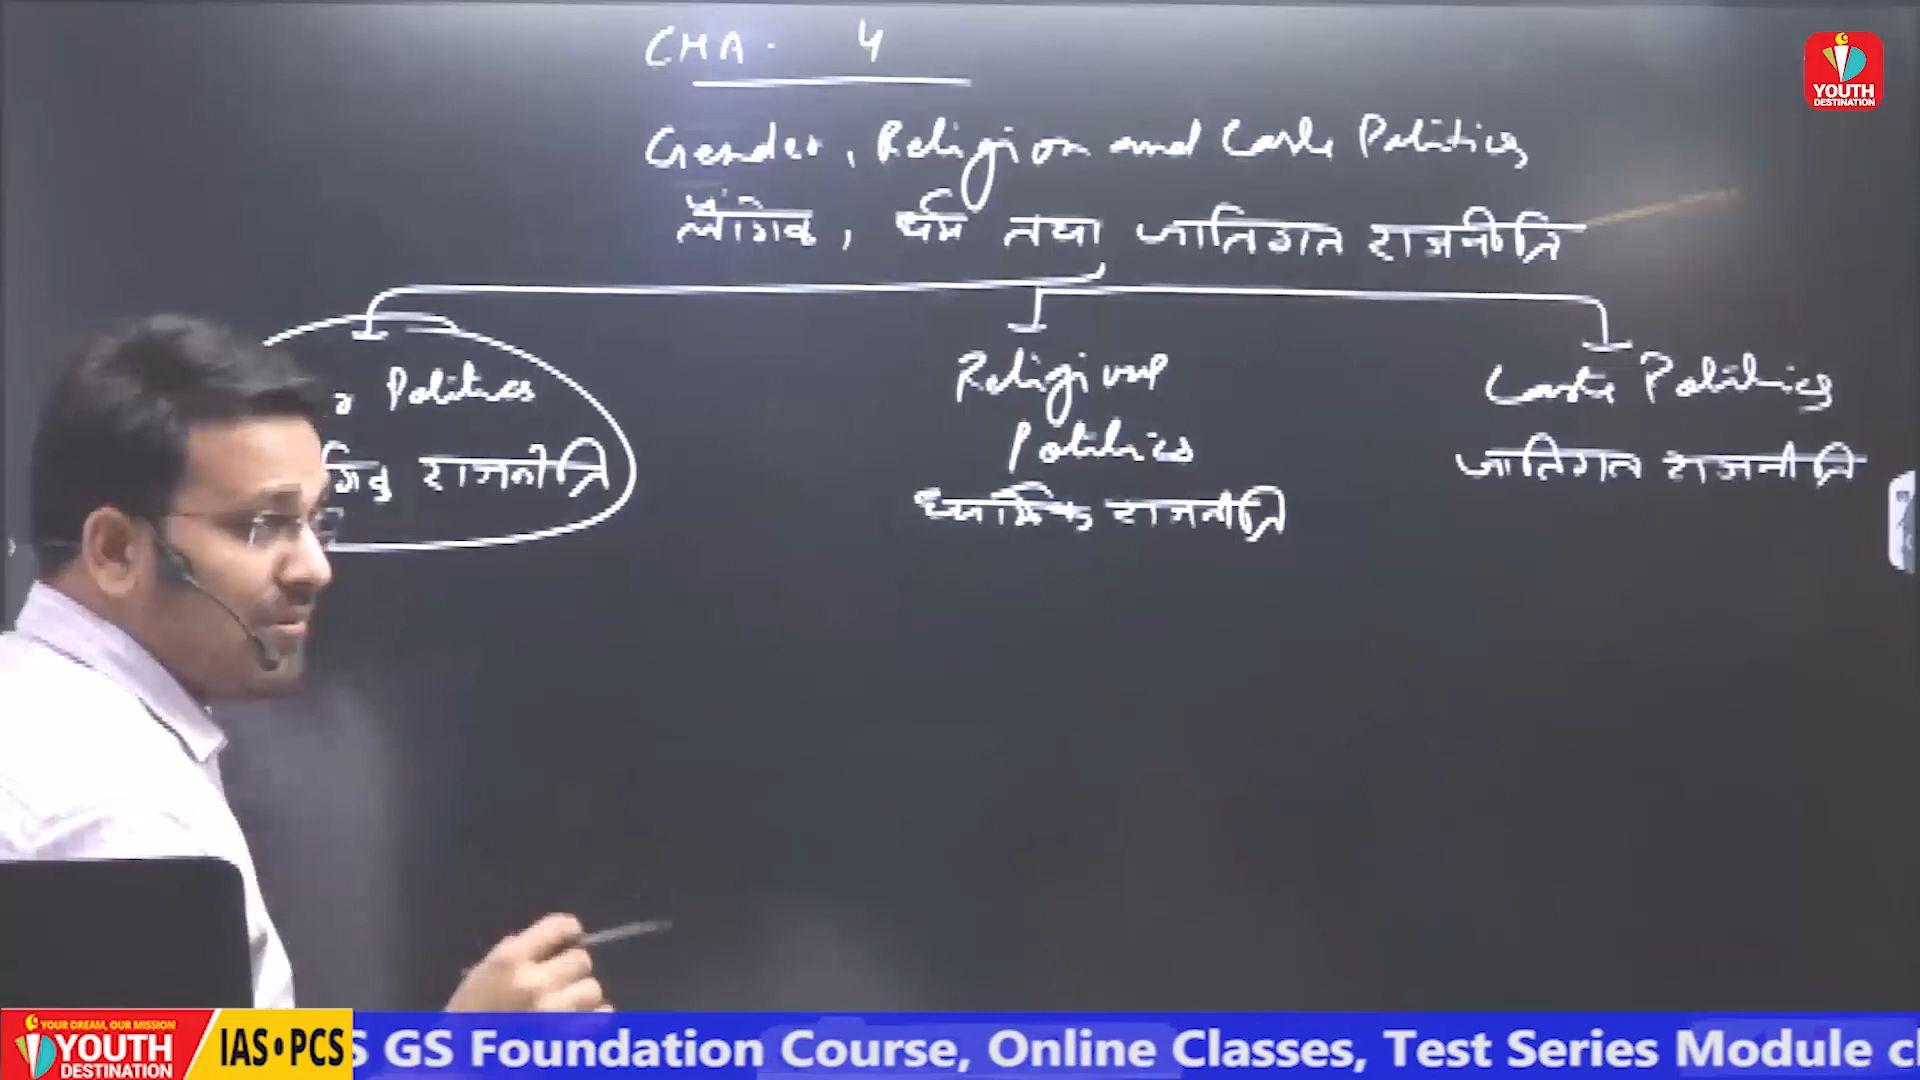 CHA. 4
Gender, Religion and Caste Politics
लैंगिक, धर्म तथा जातिगत राजनीति
r Politics
गिक राजनीति
Religious
Politics
धार्मिक राजनीति
Caste Politics
जातिगत राजनीति
YOUTH
DESTINATION
YOUR DREAM, OUR MISSION
YOUTH
DESTINATION
IAS•PCS
S GS Foundation Course, Online Classes, Test Series Module cl